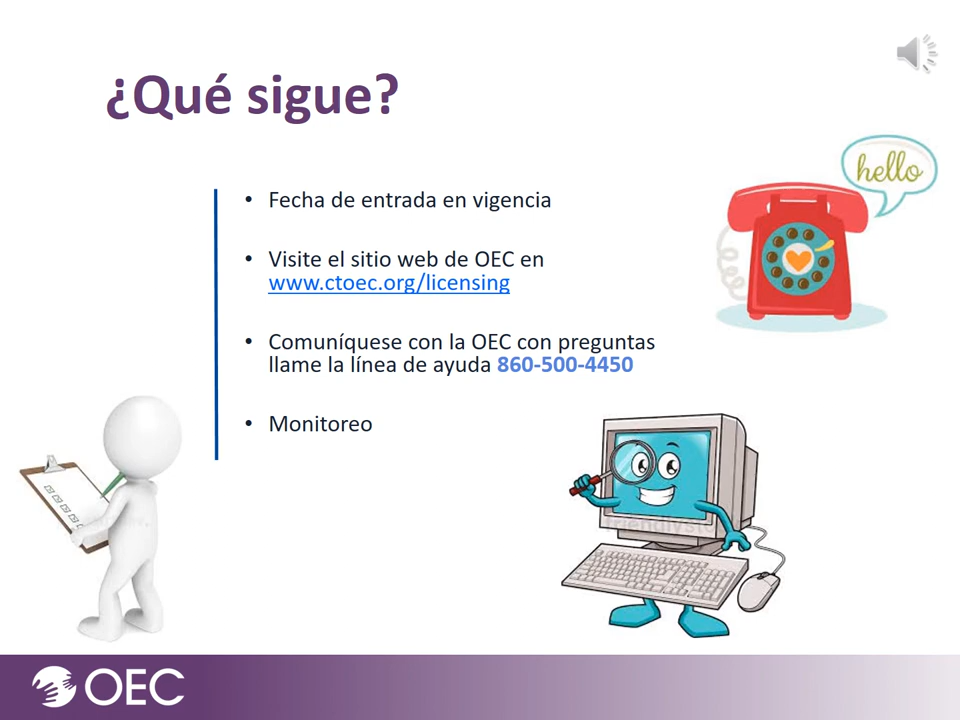 ¿Qué sigue?
hello
• Fecha de entrada en vigencia
• Visite el sitio web de OEC en
www.ctoec.org/licensing
• Comuníquese con la OEC con preguntas
llame la línea de ayuda 860-500-4450
• Monitoreo
OEC